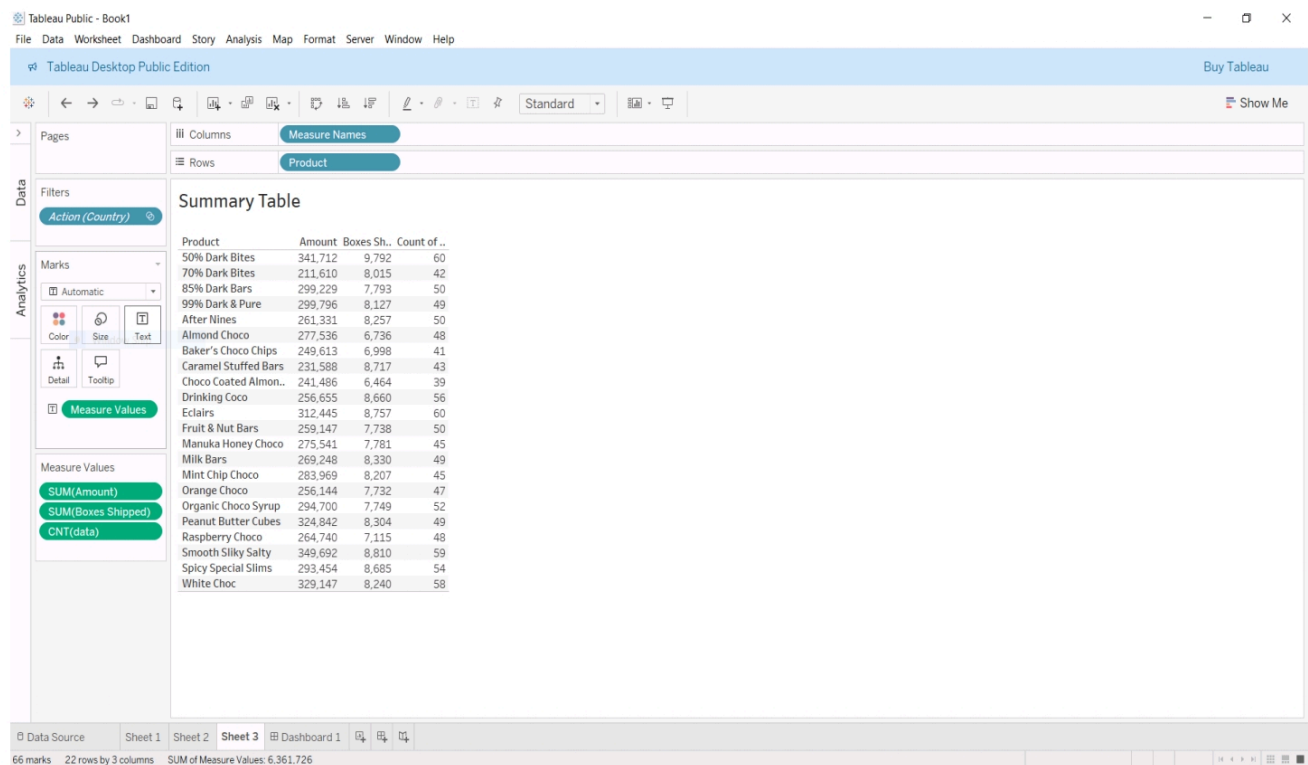 Tableau Public - Book1
File Data Worksheet Dashboard Story Analysis Map Format Server Window Help
Tableau Desktop Public Edition Buy Tableau
Standard Show Me
Pages
iii Columns Measure Names
Rows Product
Data
Filters
Action (Country)
Summary Table
Product Amount Boxes Sh.. Count of ..
50% Dark Bites 341,712 9,792 60
70% Dark Bites 211,610 8,015 42
85% Dark Bars 299,229 7,793 50
99% Dark & Pure 299,796 8,127 49
After Nines 261,331 8,257 50
Almond Choco 277,536 6,736 48
Baker's Choco Chips 249,613 6,998 41
Caramel Stuffed Bars 231,588 8,717 43
Choco Coated Almon.. 241,486 6,464 39
Drinking Coco 256,655 8,660 56
Eclairs 312,445 8,757 60
Fruit & Nut Bars 259,147 7,738 50
Manuka Honey Choco 275,541 7,781 45
Milk Bars 269,248 8,330 49
Mint Chip Choco 283,969 8,207 45
Orange Choco 256,144 7,732 47
Organic Choco Syrup 294,700 7,749 52
Peanut Butter Cubes 324,842 8,304 49
Raspberry Choco 264,740 7,115 48
Smooth Sliky Salty 349,692 8,810 59
Spicy Special Slims 293,454 8,685 54
White Choc 329,147 8,240 58
Analytics
Marks
T Automatic
Color Size Text
Detail Tooltip
T Measure Values
Measure Values
SUM(Amount)
SUM(Boxes Shipped)
CNT(data)
Data Source Sheet 1 Sheet 2 Sheet 3 Dashboard 1
66 marks 22 rows by 3 columns SUM of Measure Values: 6,361,726